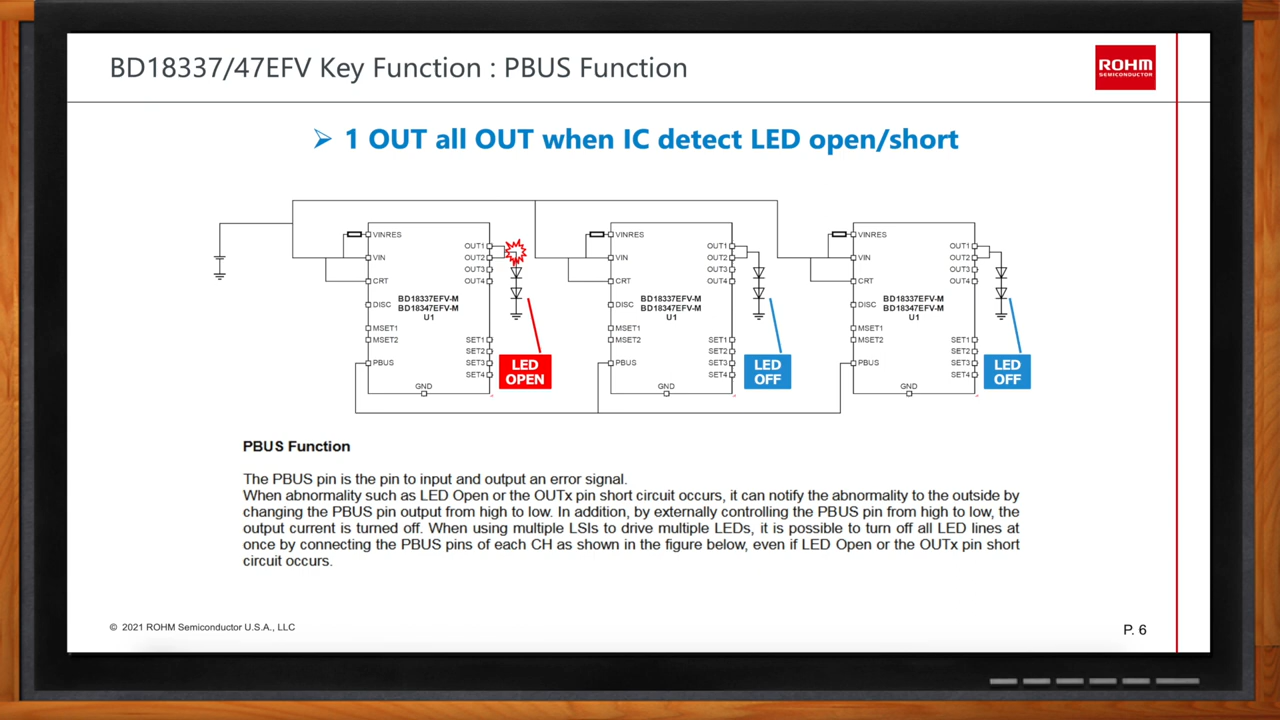 BD18337/47EFV Key Function : PBUS Function
ROHM
SEMICONDUCTOR
➢ 1 OUT all OUT when IC detect LED open/short
VINRES
VIN
CRT
DISC
MSET1
MSET2
PBUS
OUT1
OUT2
OUT3
OUT4
BD18337EFV-M
BD18347EFV-M
U1
SET1
SET2
SET3
SET4
GND
LED
OPEN
VINRES
VIN
CRT
DISC
MSET1
MSET2
PBUS
OUT1
OUT2
OUT3
OUT4
BD18337EFV-M
BD18347EFV-M
U1
SET1
SET2
SET3
SET4
GND
LED
OFF
VINRES
VIN
CRT
DISC
MSET1
MSET2
PBUS
OUT1
OUT2
OUT3
OUT4
BD18337EFV-M
BD18347EFV-M
U1
SET1
SET2
SET3
SET4
GND
LED
OFF
PBUS Function
The PBUS pin is the pin to input and output an error signal.
When abnormality such as LED Open or the OUTx pin short circuit occurs, it can notify the abnormality to the outside by
changing the PBUS pin output from high to low. In addition, by externally controlling the PBUS pin from high to low, the
output current is turned off. When using multiple LSIs to drive multiple LEDs, it is possible to turn off all LED lines at
once by connecting the PBUS pins of each CH as shown in the figure below, even if LED Open or the OUTx pin short
circuit occurs.
© 2021 ROHM Semiconductor U.S.A., LLC
P. 6